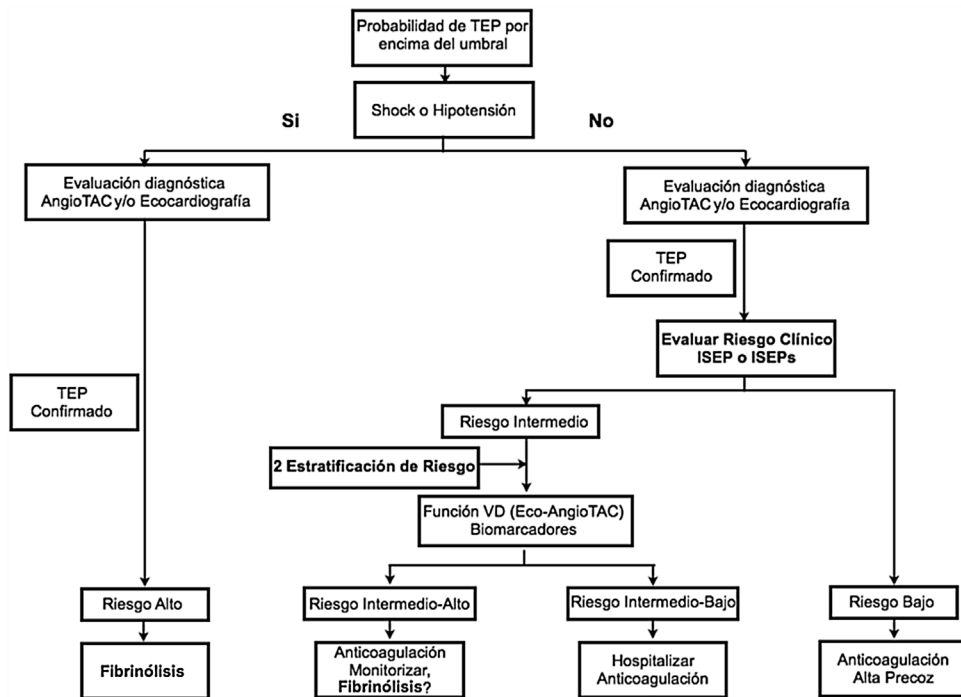 Probabilidad de TEP por
encima del umbral
Shock o Hipotensión
Si
No
Evaluación diagnóstica
AngioTAC y/o Ecocardiografía
Evaluación diagnóstica
AngioTAC y/o Ecocardiografía
TEP
Confirmado
Evaluar Riesgo Clínico
ISEP o ISEPs
TEP
Confirmado
Riesgo Intermedio
2 Estratificación de Riesgo
Función VD (Eco-AngioTAC)
Biomarcadores
Riesgo Alto
Riesgo Intermedio-Alto
Riesgo Intermedio-Bajo
Riesgo Bajo
Fibrinólisis
Anticoagulación
Monitorizar,
Fibrinólisis?
Hospitalizar
Anticoagulación
Anticoagulación
Alta Precoz